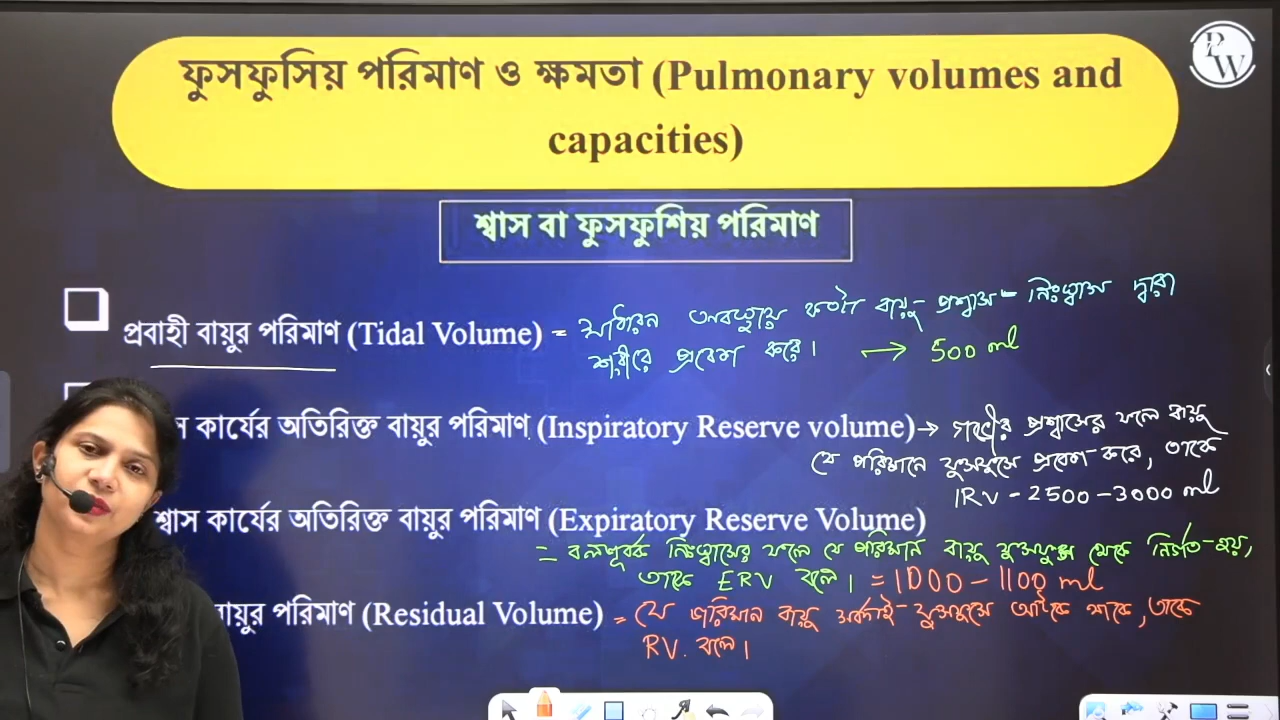 ফুসফুসিয় পরিমাণ ও ক্ষমতা (Pulmonary volumes and
capacities)
PW
শ্বাস বা ফুসফুশিয় পরিমাণ
প্রবাহী বায়ুর পরিমাণ (Tidal Volume) = সাধারন অবস্থায় যতটা বায়ু প্রশ্বাস - নিঃশ্বাস দ্বারা
শরীরে প্রবেশ করে। → 500 ml
কার্যের অতিরিক্ত বায়ুর পরিমাণ (Inspiratory Reserve volume) → গভীর প্রশ্বাসের ফলে বায়ু
যে পরিমানে ফুসফুসে প্রবেশ করে, তাকে
IRV - 2500 - 3000 ml
শ্বাস কার্যের অতিরিক্ত বায়ুর পরিমাণ (Expiratory Reserve Volume)
= বলপূর্বক নিঃশ্বাসের ফলে যে পরিমান বায়ু ফুসফুস থেকে নির্গত হয়,
তাকে ERV বলে। = 1000 - 1100 ml
বায়ুর পরিমাণ (Residual Volume) = যে পরিমান বায়ু সর্বদাই ফুসফুসে আটকে থাকে, তাকে
RV. বলে।